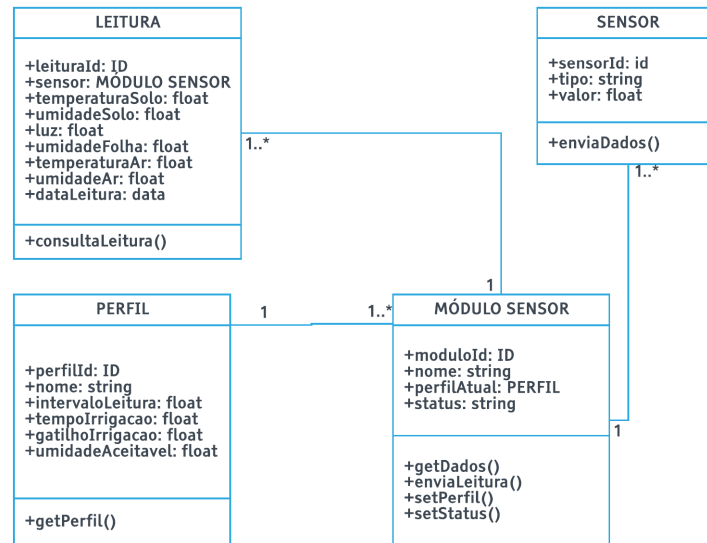 LEITURA
+leituraId: ID
+sensor: MÓDULO SENSOR
+temperaturaSolo: float
+umidadeSolo: float
+luz: float
+umidadeFolha: float
+temperaturaAr: float
+umidadeAr: float
+dataLeitura: data
+consultaLeitura()
1..*
SENSOR
+sensorId: id
+tipo: string
+valor: float
+enviaDados()
1..*
1
PERFIL
+perfilId: ID
+nome: string
+intervaloLeitura: float
+tempoIrrigacao: float
+gatilhoIrrigacao: float
+umidadeAceitavel: float
+getPerfil()
1
1..*
MÓDULO SENSOR
+moduloId: ID
+nome: string
+perfilAtual: PERFIL
+status: string
+getDados()
+enviaLeitura()
+setPerfil()
+setStatus()
1